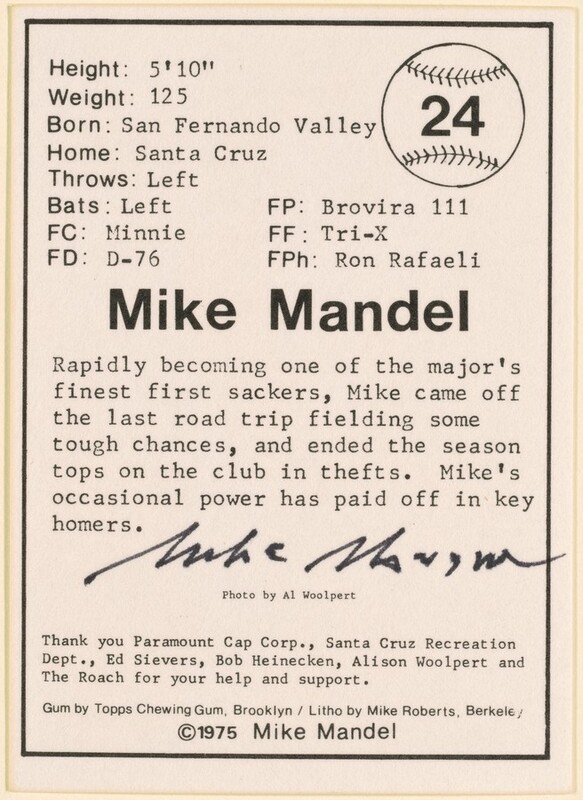 Height: 5'10"
Weight: 125
24
Born: San Fernando Valley
Home: Santa Cruz
Throws: Left
Bats: Left FP: Brovira 111
FC: Minnie FF: Tri-X
FD: D-76 FPh: Ron Rafaeli
Mike Mandel
Rapidly becoming one of the major's
finest first sackers, Mike came off
the last road trip fielding some
tough chances, and ended the season
tops on the club in thefts. Mike's
occasional power has paid off in key
homers.
Mike Mandel
Photo by Al Woolpert
Thank you Paramount Cap Corp., Santa Cruz Recreation
Dept., Ed Sievers, Bob Heinecken, Alison Woolpert and
The Roach for your help and support.
Gum by Topps Chewing Gum, Brooklyn / Litho by Mike Roberts, Berkeley
©1975 Mike Mandel